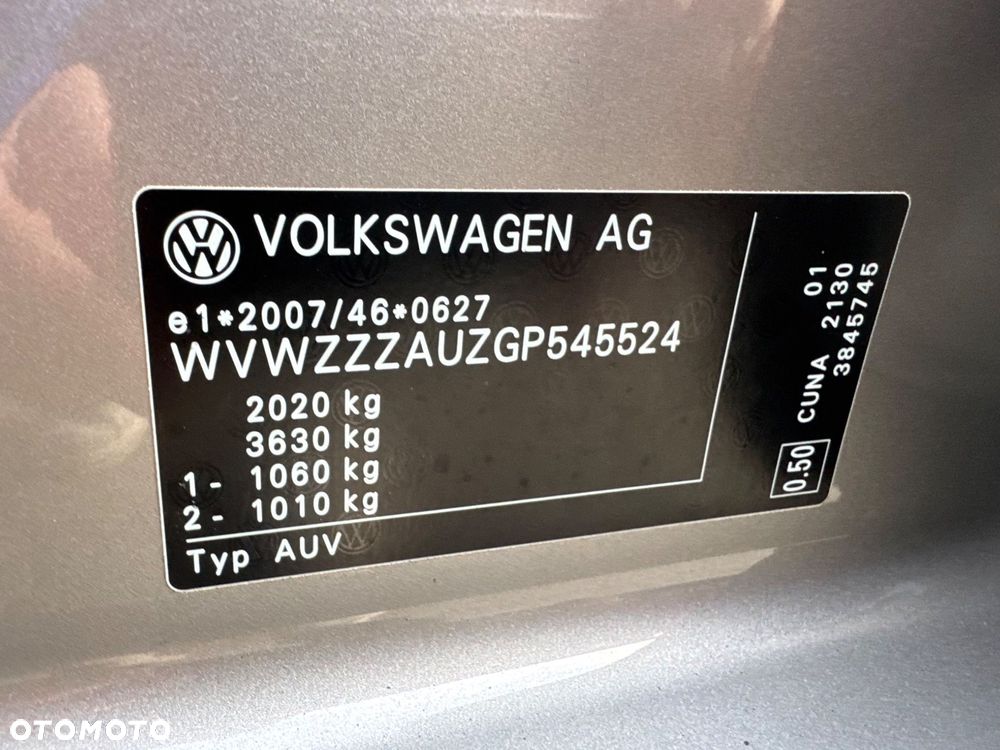 VOLKSWAGEN AG
e1*2007/46*0627
WVWZZZAUZGP545524
2020 kg
3630 kg
1- 1060 kg
2- 1010 kg
Typ AUV
CUNA 01
2130
3845745
0.50
OTOMOTO